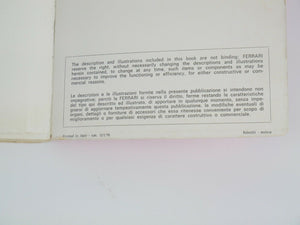 The description and illustrations included in this book are not binding: FERRARI
reserve the right, without necessarily changing the descriptions and illustrations
herein contained, to change at any time, such items or components as may be
necessary to improve the functioning or efficiency, for either constructive or com-
mercial reasons.
Le descrizioni e le illustrazioni fornite nella presente pubblicazione si intendono non
impegnative; perciò la FERRARI si riserva il diritto, ferme restando le caratteristiche
del tipo qui descritto ed illustrato, di apportare in qualunque momento, senza impe-
gnarsi di aggiornare tempestivamente questa pubblicazione, le modifiche eventuali di
organi, dettagli o forniture di accessori che essa ritenga conveniente per scopo di
miglioramento o per qualsiasi esigenza di carattere costruttivo o commerciale.
Printed in Italy